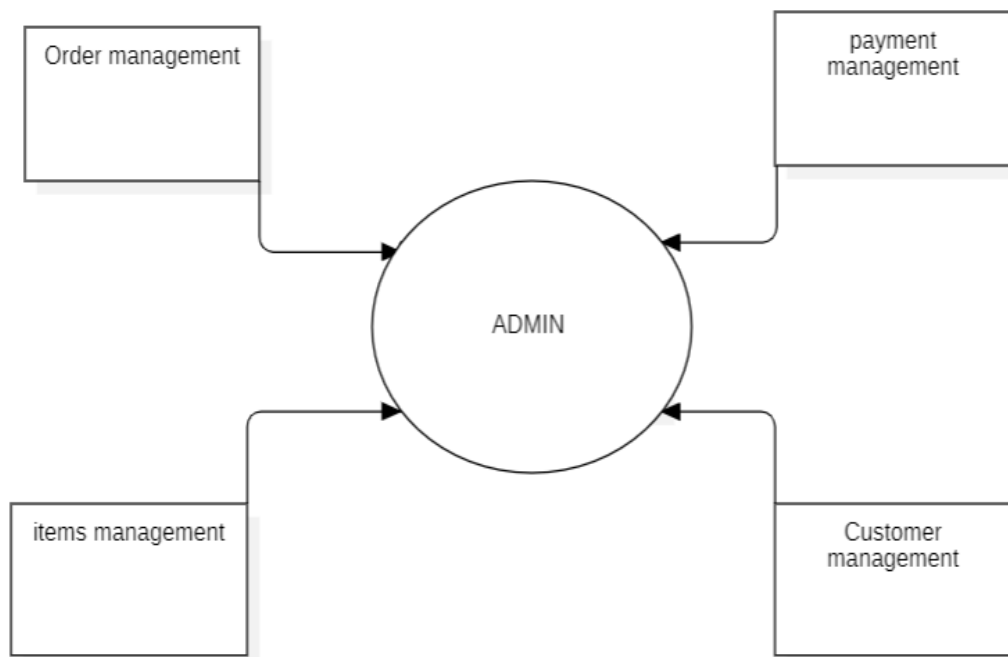 Order management
payment
management
ADMIN
items management
Customer
management